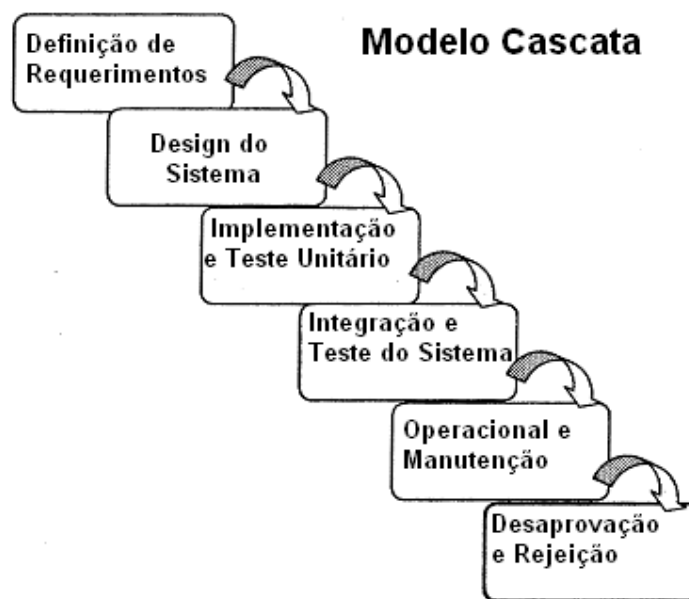 Modelo Cascata
Definição de
Requerimentos
Design do
Sistema
Implementação
e Teste Unitário
Integração e
Teste do Sistema
Operacional e
Manutenção
Desaprovação
e Rejeição